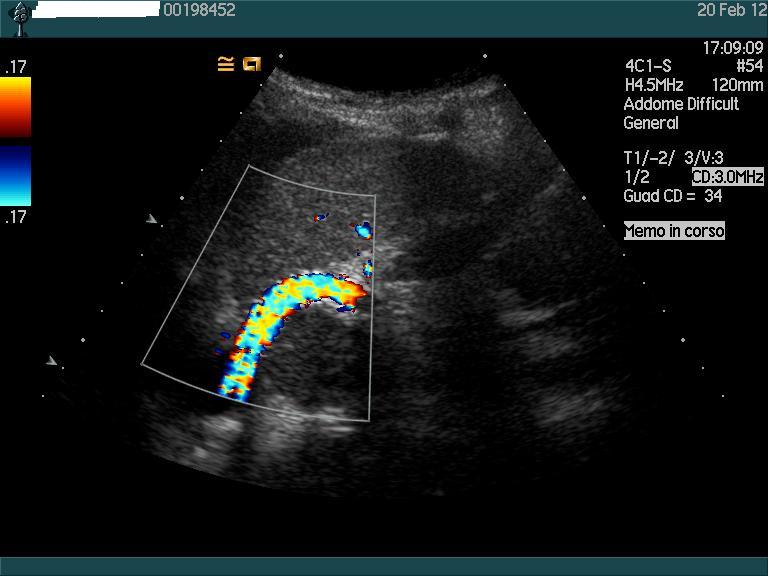 00198452
20 Feb 12
17:09:09
4C1-S #54
H4.5MHz 120mm
Addome Difficult
General
T1/-2/ 3/V:3
1/2 CD:3.0MHz
Guad CD = 34
Memo in corso
.17
.17